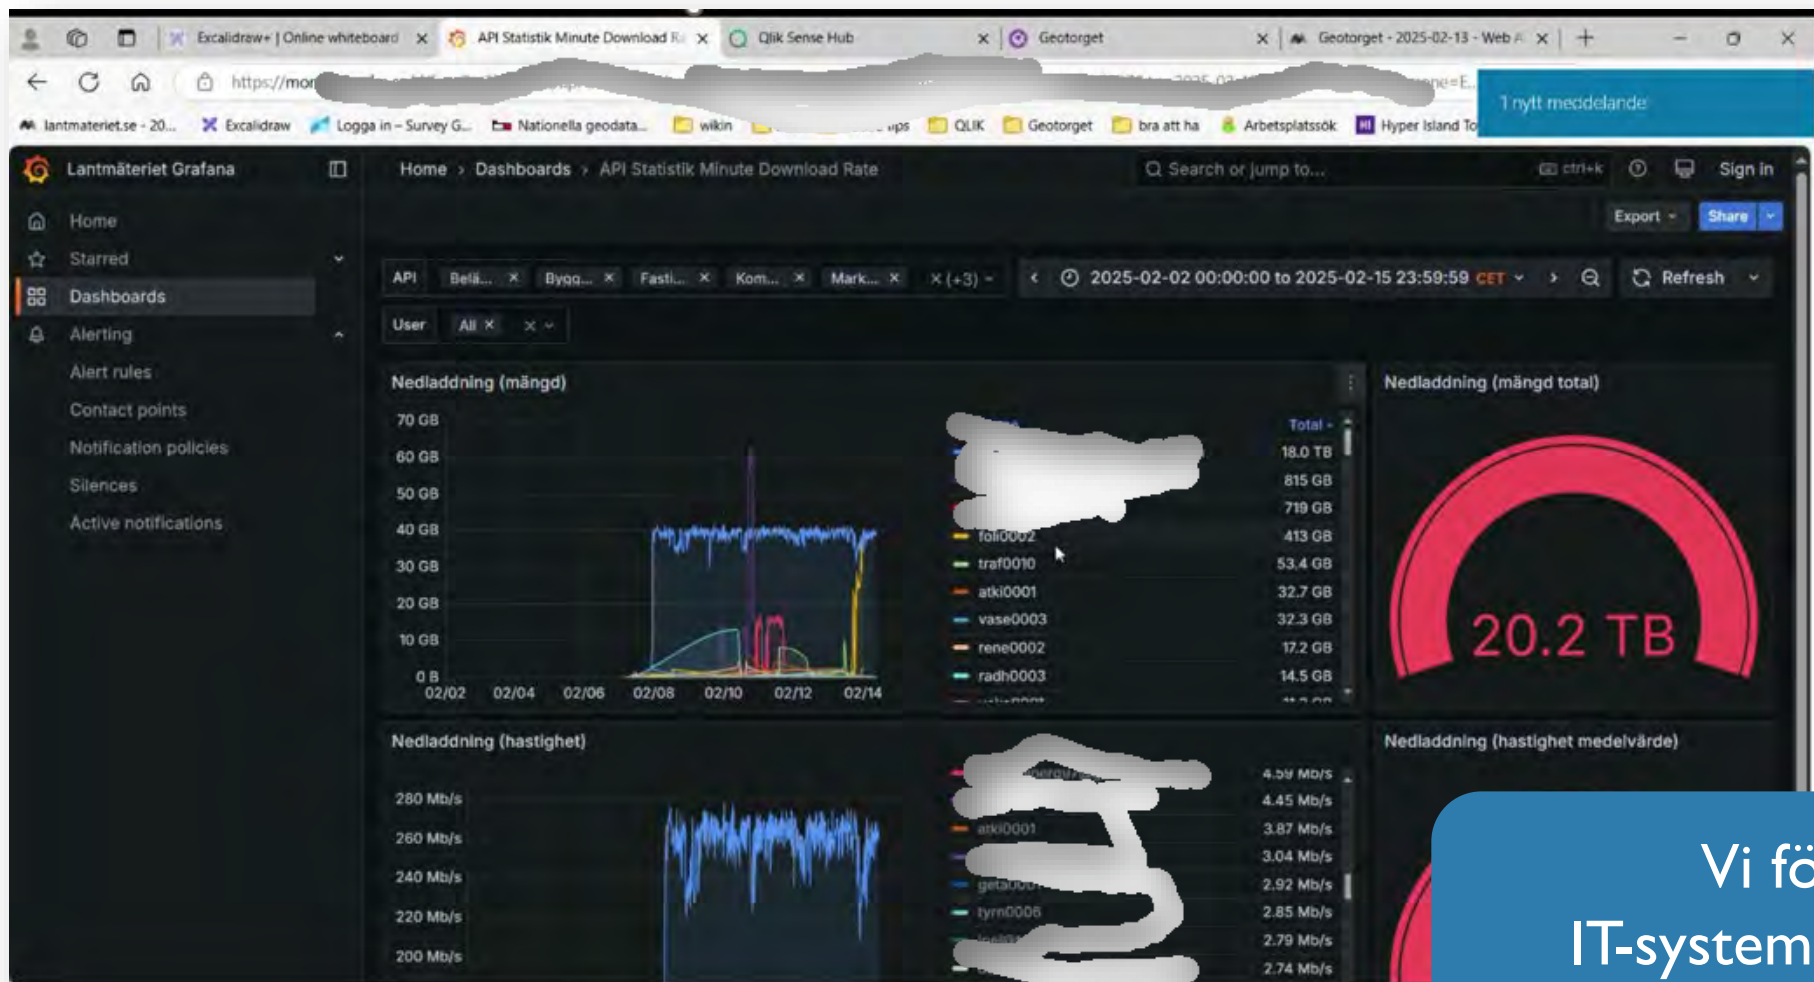 Excalidraw+ | Online whiteboard
API Statistik Minute Download R
Qlik Sense Hub
Geotorget
Geotorget - 2025-02-13 - Web A
https://mor
1 nytt meddelande
lantmateriet.se - 20...
Excalidraw
Logga in – Survey G...
Nationella geodata...
wikin
QLIK
Geotorget
bra att ha
Arbetsplatssök
Hyper Island To
Lantmäteriet Grafana
Home > Dashboards > API Statistik Minute Download Rate
Search or jump to...
ctrl+k
Sign in
Export
Share
Home
Starred
Dashboards
Alerting
Alert rules
Contact points
Notification policies
Silences
Active notifications
API
Belä...
Bygg...
Fasti...
Kom...
Mark...
(+3)
2025-02-02 00:00:00 to 2025-02-15 23:59:59 CET
Refresh
User
All
Nedladdning (mängd)
70 GB
60 GB
50 GB
40 GB
30 GB
20 GB
10 GB
0 B
02/02 02/04 02/06 02/08 02/10 02/12 02/14
Total
18.0 TB
815 GB
719 GB
foli0002 413 GB
traf0010 53.4 GB
atki0001 32.7 GB
vase0003 32.3 GB
rene0002 17.2 GB
radh0003 14.5 GB
Nedladdning (mängd total)
20.2 TB
Nedladdning (hastighet)
280 Mb/s
260 Mb/s
240 Mb/s
220 Mb/s
200 Mb/s
4.59 Mb/s
4.45 Mb/s
atki0001 3.87 Mb/s
3.04 Mb/s
2.92 Mb/s
tyrn0006 2.85 Mb/s
2.79 Mb/s
2.74 Mb/s
Nedladdning (hastighet medelvärde)
Vi fö
IT-system